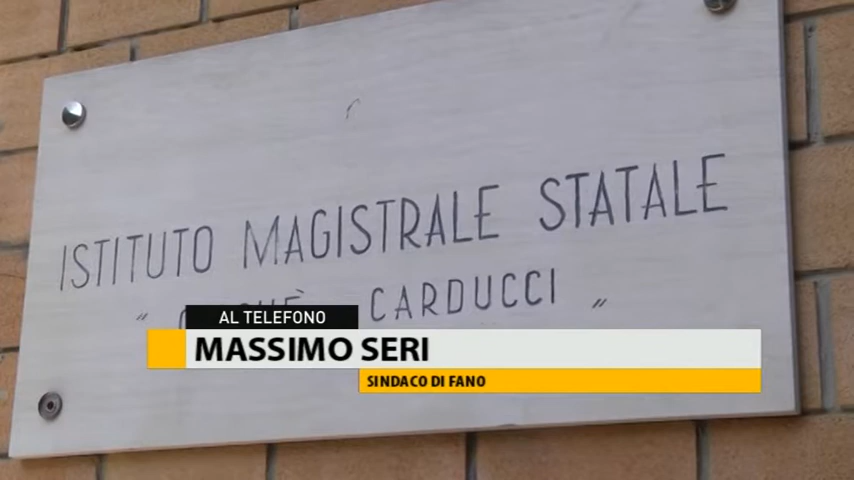 ISTITUTO MAGISTRALE STATALE
" CARDUCCI "
AL TELEFONO
MASSIMO SERI
SINDACO DI FANO